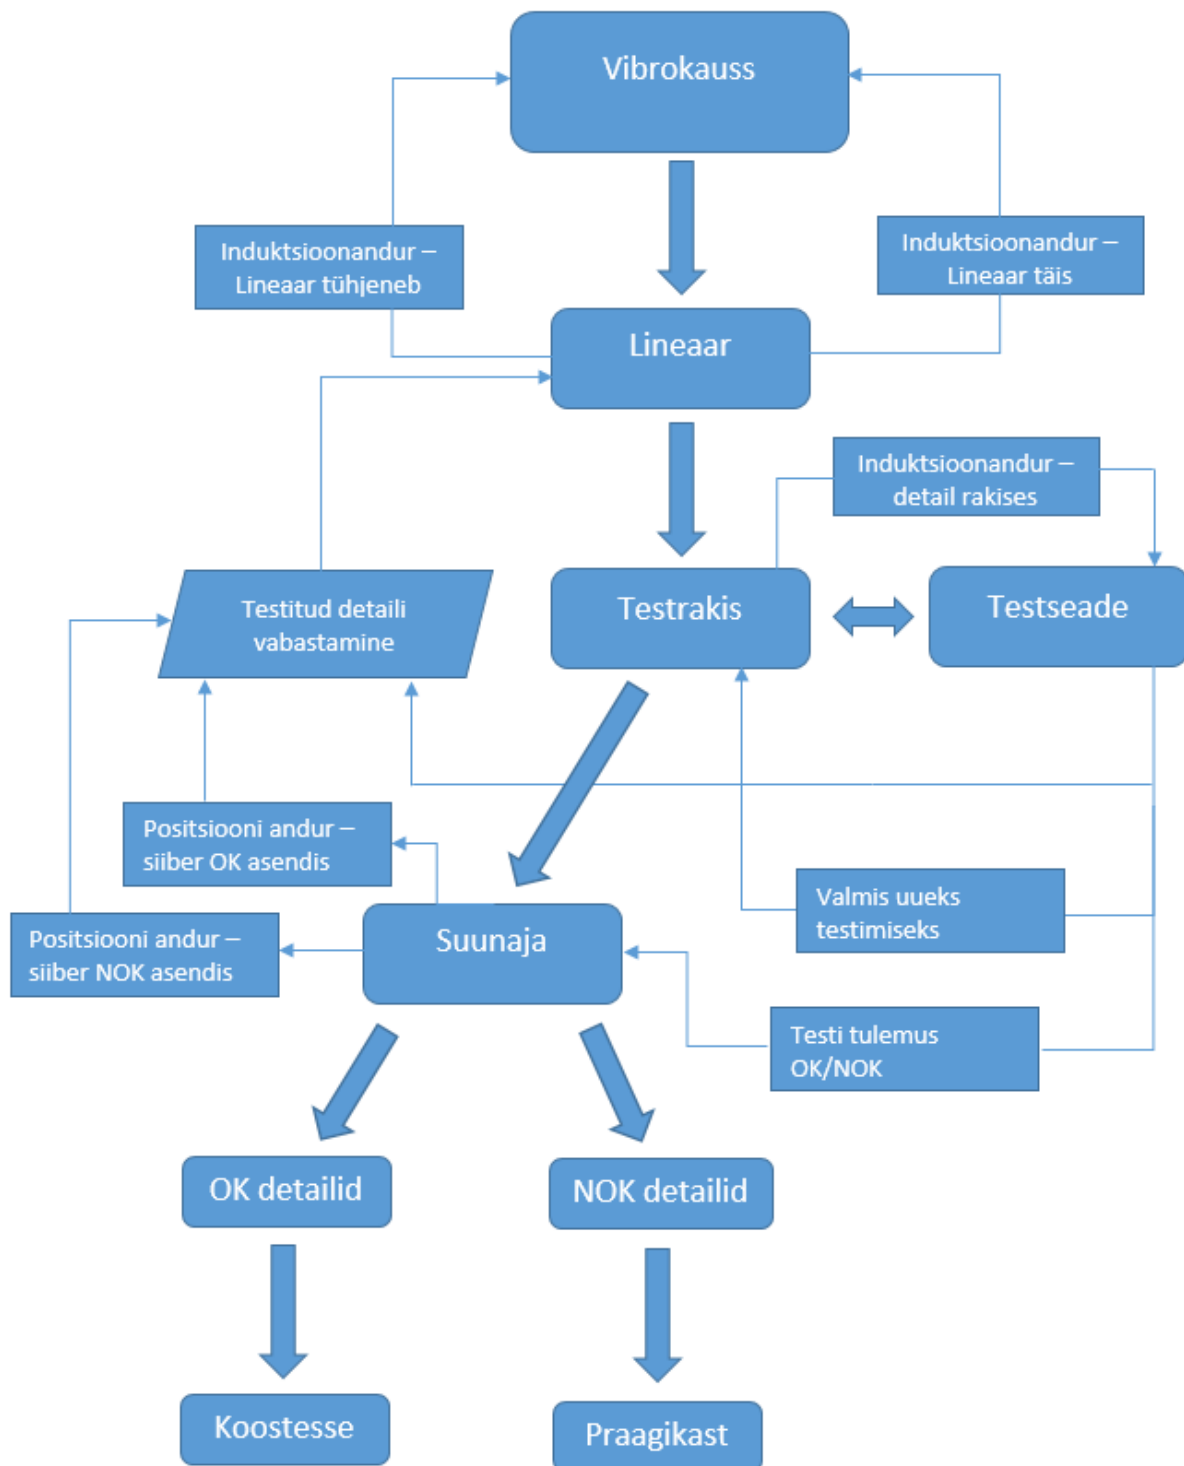 Vibrokauss
Induktsioonandur –
Lineaar tühjeneb
Induktsioonandur –
Lineaar täis
Lineaar
Induktsioonandur –
detail rakises
Testitud detaili
vabastamine
Testrakis
Testseade
Positsiooni andur –
siiber OK asendis
Valmis uueks
testimiseks
Positsiooni andur –
siiber NOK asendis
Suunaja
Testi tulemus
OK/NOK
OK detailid
NOK detailid
Koostesse
Praagikast